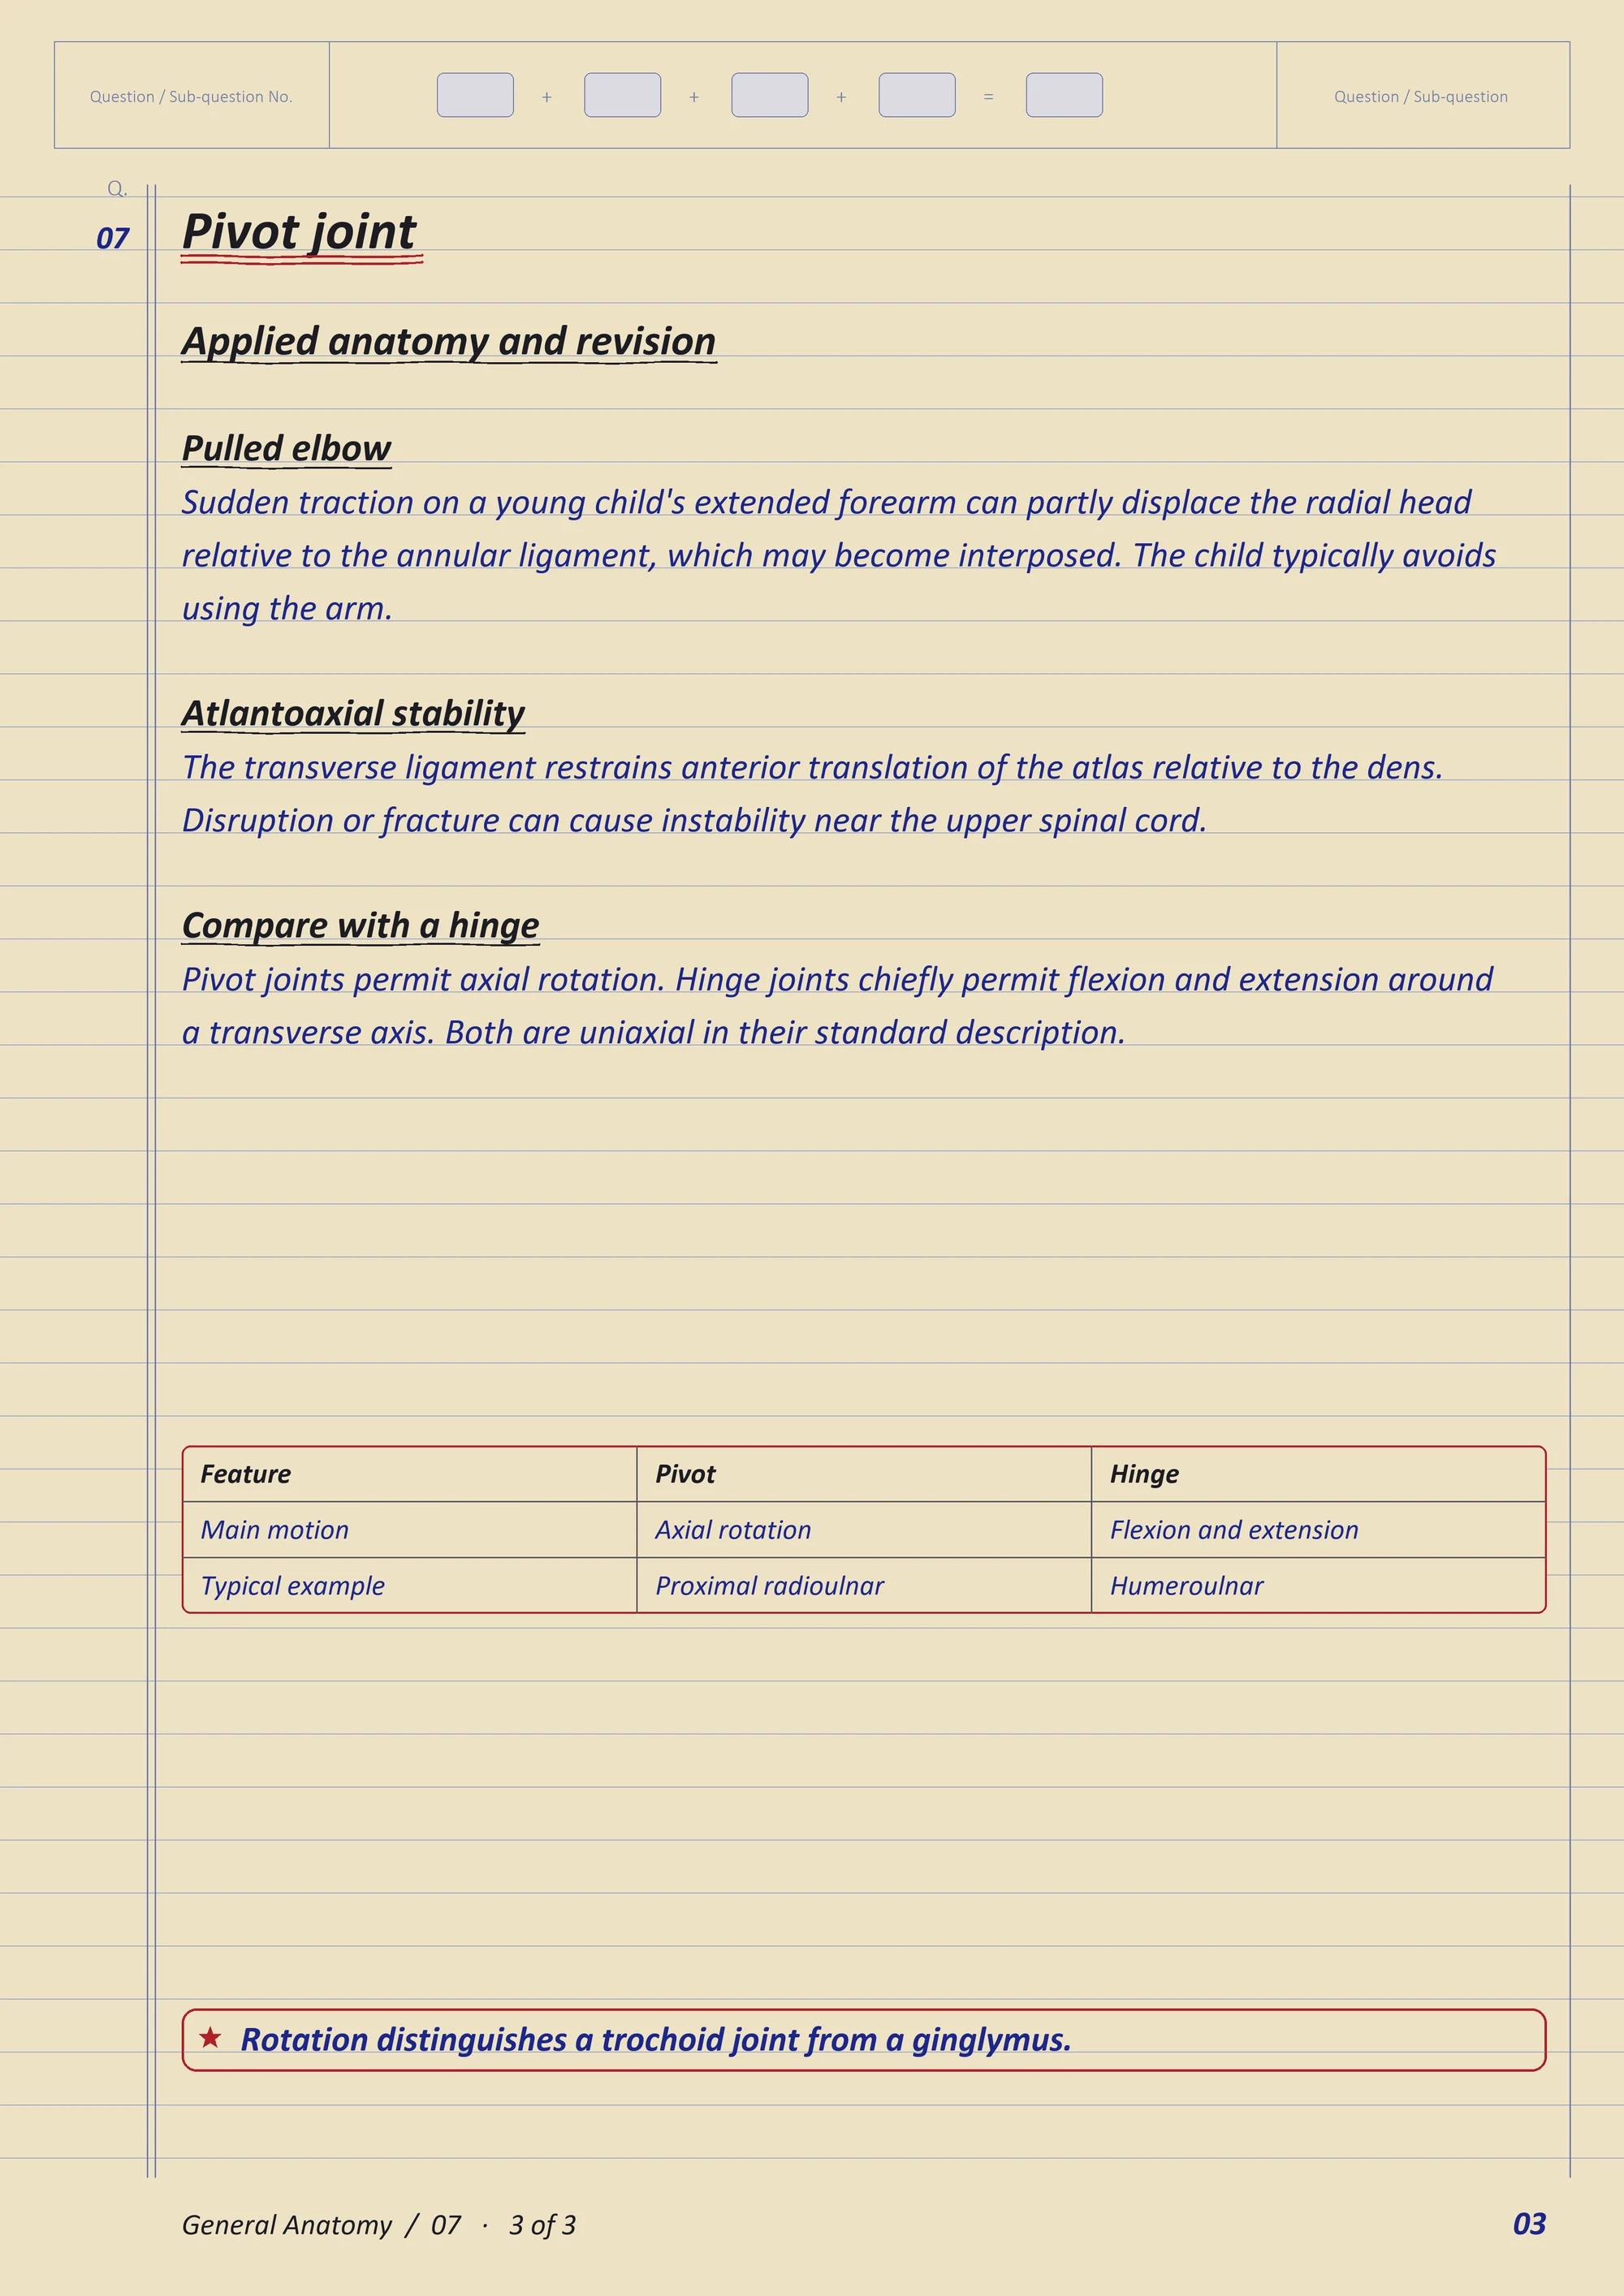 Question / Sub-question No.
+ + + =
Question / Sub-question
Q.
07
Pivot joint
Applied anatomy and revision
Pulled elbow
Sudden traction on a young child's extended forearm can partly displace the radial head
relative to the annular ligament, which may become interposed. The child typically avoids
using the arm.
Atlantoaxial stability
The transverse ligament restrains anterior translation of the atlas relative to the dens.
Disruption or fracture can cause instability near the upper spinal cord.
Compare with a hinge
Pivot joints permit axial rotation. Hinge joints chiefly permit flexion and extension around
a transverse axis. Both are uniaxial in their standard description.
Feature Pivot Hinge
Main motion Axial rotation Flexion and extension
Typical example Proximal radioulnar Humeroulnar
★ Rotation distinguishes a trochoid joint from a ginglymus.
General Anatomy / 07 · 3 of 3
03